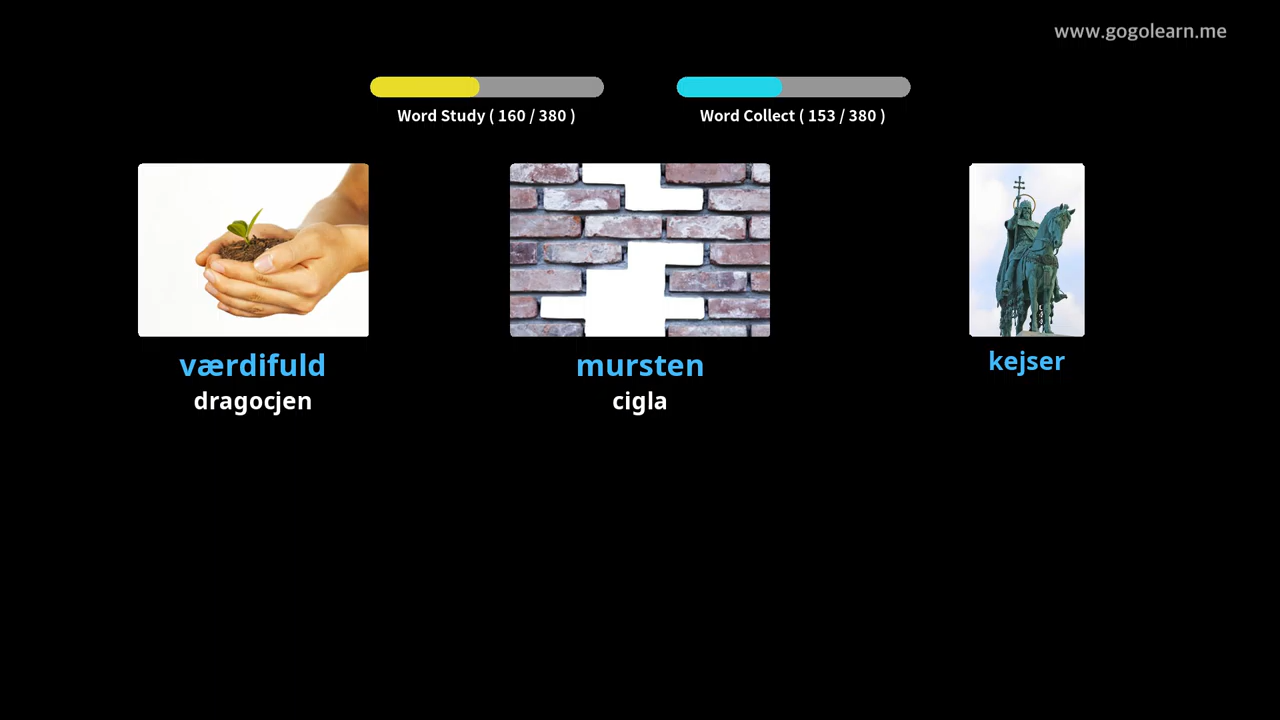 www.gogolearn.me
Word Study ( 160 / 380 )
Word Collect ( 153 / 380 )
værdifuld
dragocjen
mursten
cigla
kejser